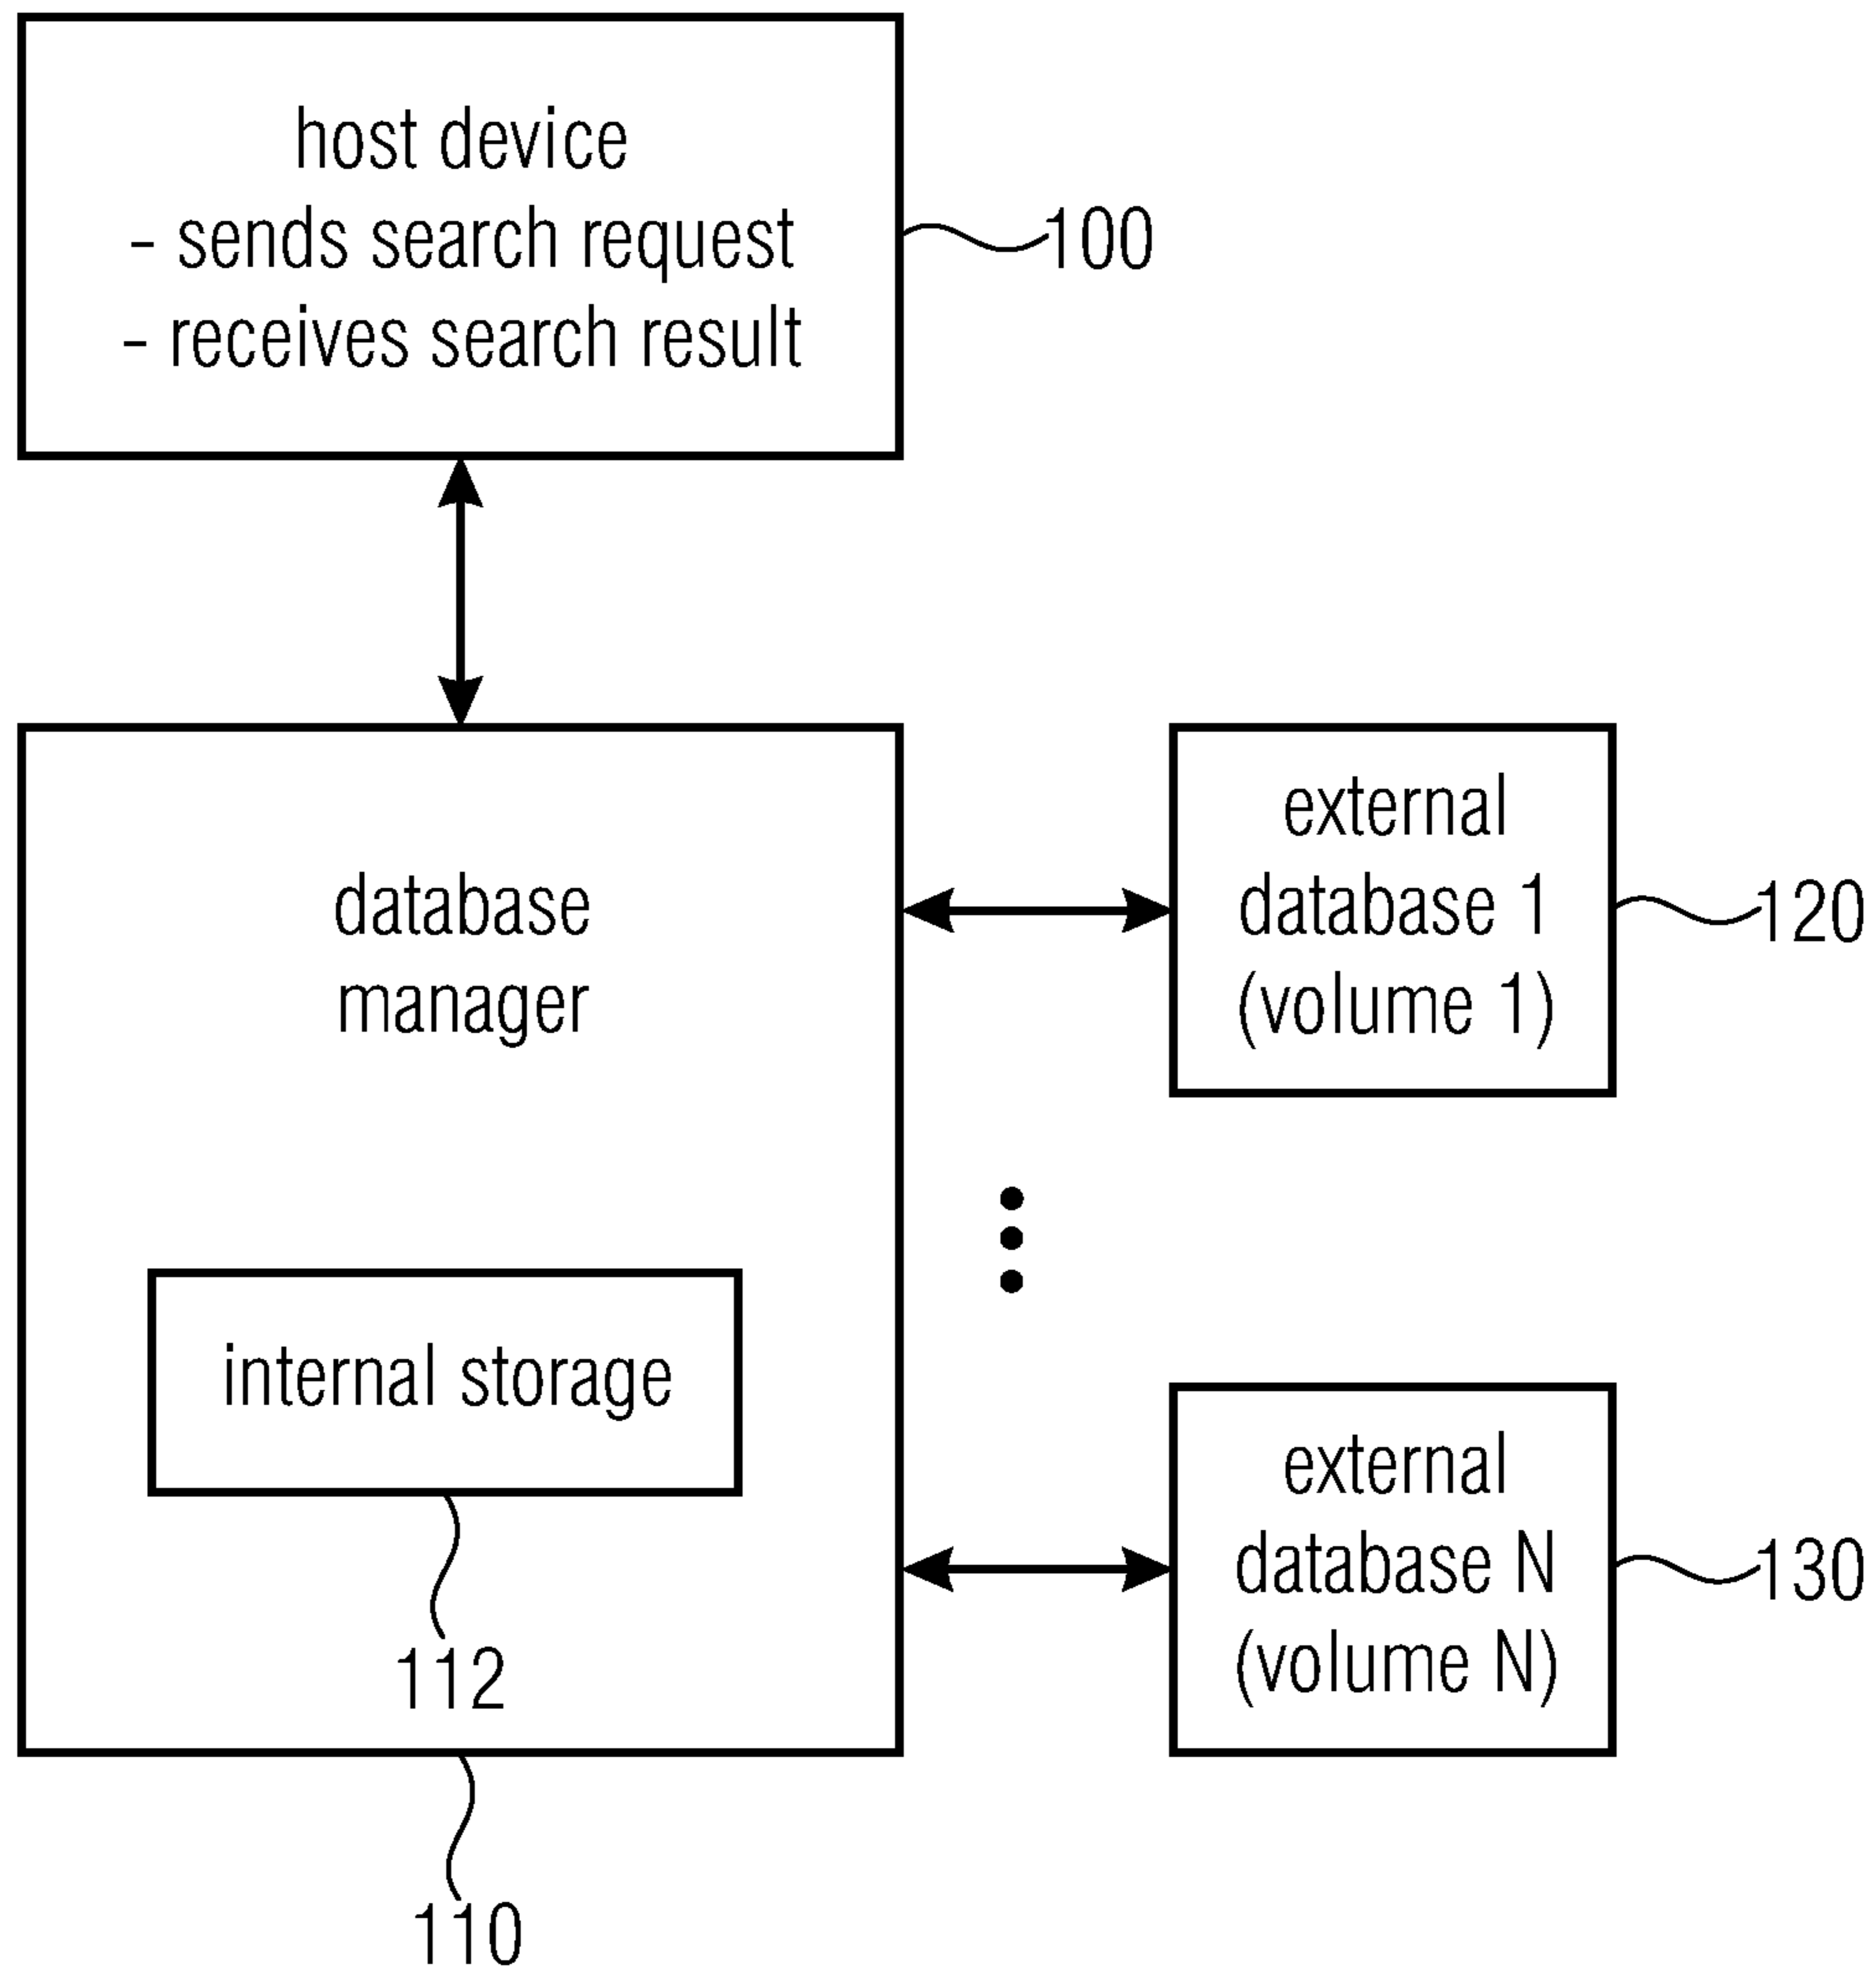 host device
- sends search request
- receives search result
100
database
manager
internal storage
112
110
external
database 1
(volume 1)
120
external
database N
(volume N)
130